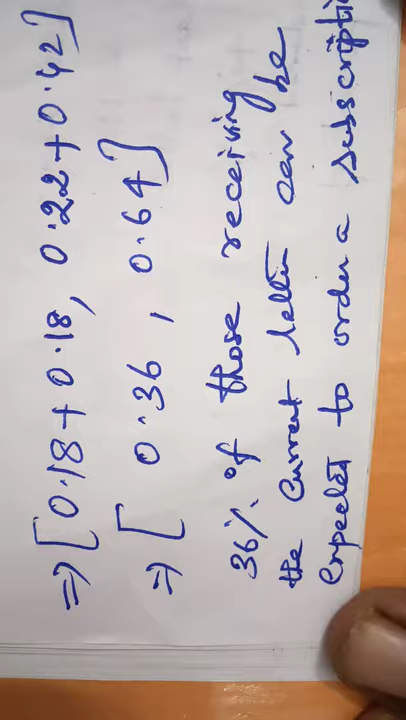 ⇒ [0.18 + 0.18, 0.22 + 0.42]
⇒ [ 0.36 , 0.64 ]
36% of those receiving
the current letter can be
expected to order a subscripti